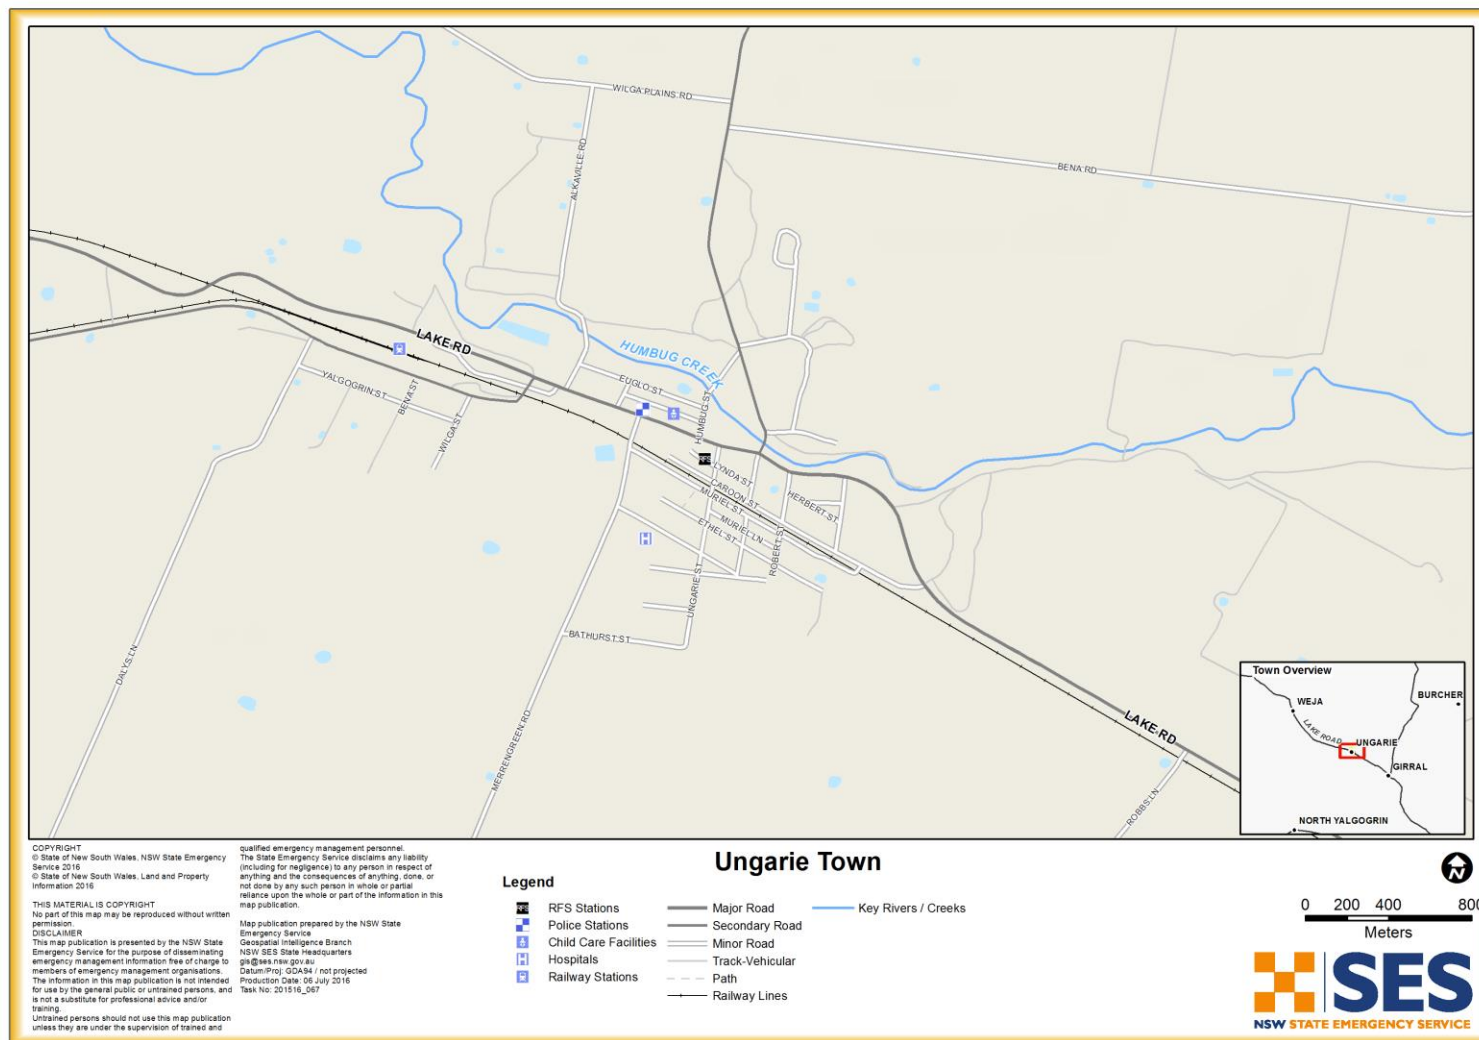 WILGA PLAINS RD
ALKAVILLE RD
BENA RD
LAKE RD
HUMBUG CREEK
EUGLO ST
YALGOGRIN ST
BENA ST
WILGA ST
HUMBUG ST
RFS
LYNDA ST
CAROON ST
MURIEL ST
HERBERT ST
MURIEL LN
ETHEL ST
ROBERT ST
UNGARIE ST
BATHURST ST
DALYS LN
MERRENGREEN RD
LAKE RD
ROBBS LN
Town Overview
WEJA
BURCHER
LAKE ROAD
UNGARIE
GIRRAL
NORTH YALGOGRIN
COPYRIGHT
© State of New South Wales, NSW State Emergency
Service 2016
© State of New South Wales, Land and Property
Information 2016
THIS MATERIAL IS COPYRIGHT
No part of this map may be reproduced without written
permission.
DISCLAIMER
This map publication is presented by the NSW State
Emergency Service for the purpose of disseminating
emergency management information free of charge to
members of emergency management organisations.
The information in this map publication is not intended
for use by the general public or untrained persons, and
is not a substitute for professional advice and/or
training.
Untrained persons should not use this map publication
unless they are under the supervision of trained and
qualified emergency management personnel.
The State Emergency Service disclaims any liability
(including for negligence) to any person in respect of
anything and the consequences of anything, done, or
not done by any such person in whole or partial
reliance upon the whole or part of the information in this
map publication.
Map publication prepared by the NSW State
Emergency Service
Geospatial Intelligence Branch
NSW SES State Headquarters
gis@ses.nsw.gov.au
Datum/Proj: GDA94 / not projected
Production Date: 06 July 2016
Task No: 201516_067
Ungarie Town
Legend
RFS RFS Stations
Police Stations
Child Care Facilities
H Hospitals
Railway Stations
Major Road
Secondary Road
Minor Road
Track-Vehicular
Path
Railway Lines
Key Rivers / Creeks
N
0 200 400 800
Meters
SES
NSW STATE EMERGENCY SERVICE